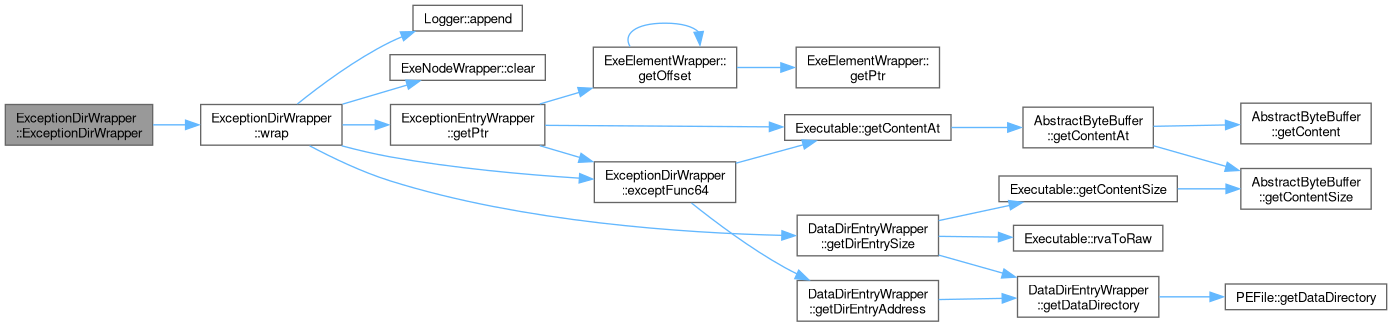 ExceptionDirWrapper
::ExceptionDirWrapper
ExceptionDirWrapper
::wrap
Logger::append
ExeNodeWrapper::clear
ExceptionEntryWrapper
::getPtr
ExeElementWrapper::
getOffset
ExeElementWrapper::
getPtr
Executable::getContentAt
AbstractByteBuffer
::getContentAt
AbstractByteBuffer
::getContent
AbstractByteBuffer
::getContentSize
ExceptionDirWrapper
::exceptFunc64
DataDirEntryWrapper
::getDirEntrySize
Executable::getContentSize
Executable::rvaToRaw
DataDirEntryWrapper
::getDirEntryAddress
DataDirEntryWrapper
::getDataDirectory
PEFile::getDataDirectory